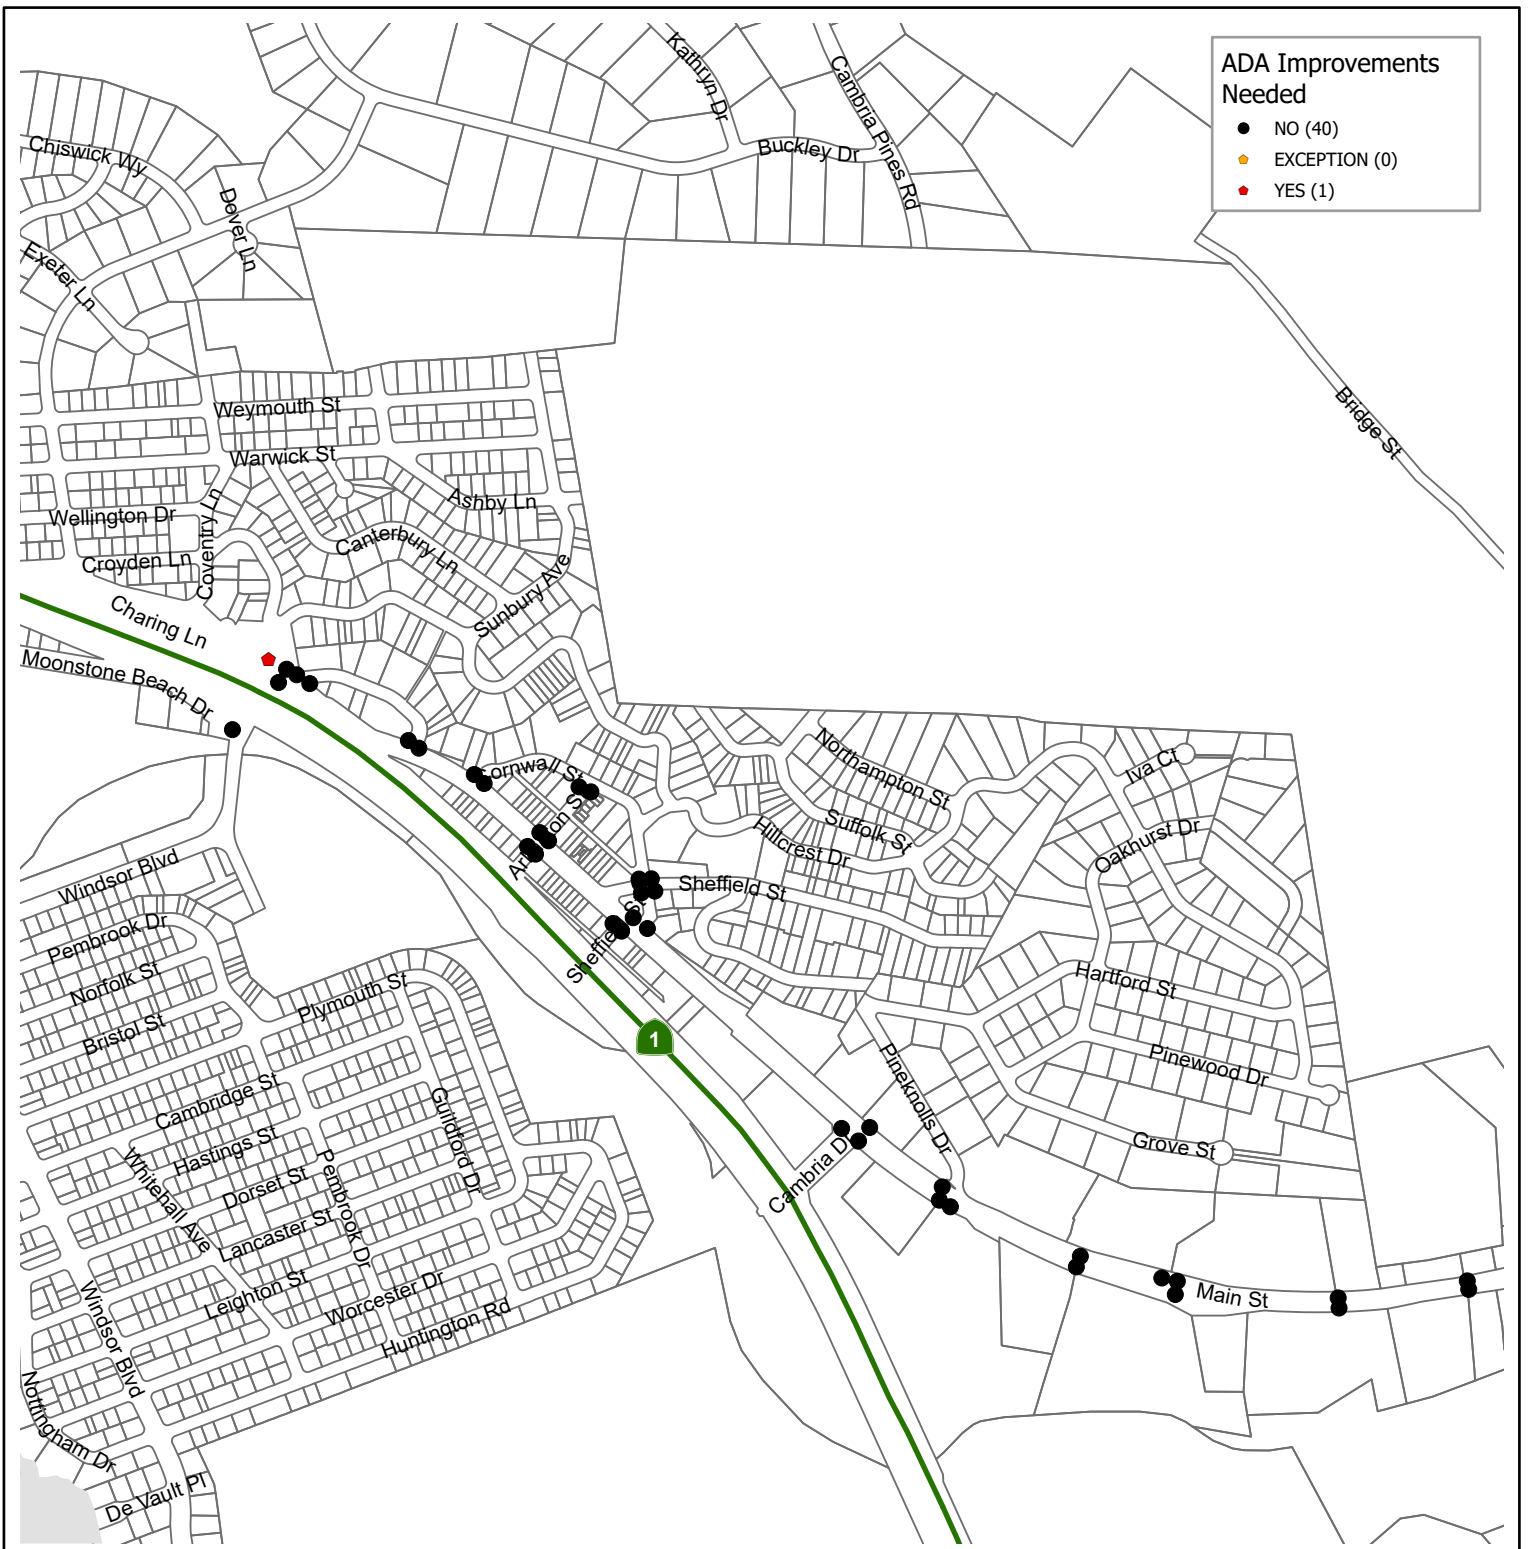 ADA Improvements
Needed
NO (40)
EXCEPTION (0)
YES (1)
Kathryn Dr
Cambria Pines Rd
Buckley Dr
Chiswick Wy
Dover Ln
Exeter Ln
Bridge St
Weymouth St
Warwick St
Ashby Ln
Wellington Dr
Coventry Ln
Canterbury Ln
Croyden Ln
Sunbury Ave
Charing Ln
Moonstone Beach Dr
Cornwall St
Northampton St
Iva Ct
Suffolk St
Hillcrest Dr
Oakhurst Dr
Windsor Blvd
Sheffield St
Pembrook Dr
Sheffield St
Norfolk St
Plymouth St
Hartford St
Bristol St
1
Pinewood Dr
Pineknolls Dr
Cambridge St
Guildford Dr
Hastings St
Grove St
Whitehall Ave
Pembrook Dr
Dorset St
Cambria Dr
Lancaster St
Leighton St
Worcester Dr
Main St
Windsor Blvd
Huntington Rd
Nottingham Dr
De Vault Pl